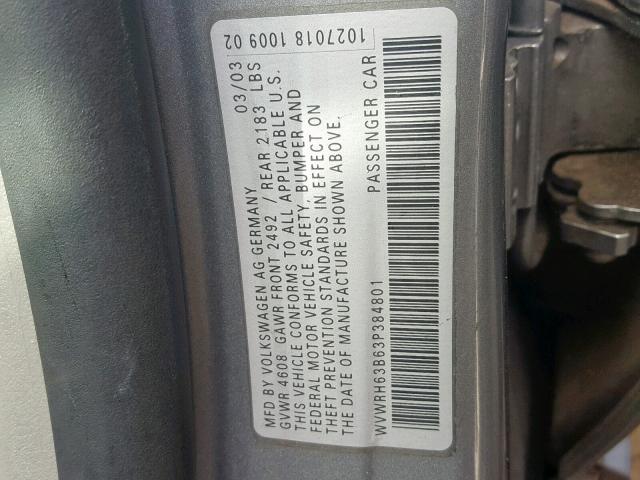 MFD BY VOLKSWAGEN AG GERMANY 03/03
GVWR 4608 GAWR FRONT 2492 / REAR 2183 LBS
THIS VEHICLE CONFORMS TO ALL APPLICABLE U.S.
FEDERAL MOTOR VEHICLE SAFETY, BUMPER AND
THEFT PREVENTION STANDARDS IN EFFECT ON
THE DATE OF MANUFACTURE SHOWN ABOVE.
WVWRH63B63P384801 PASSENGER CAR
1027018 1009 02